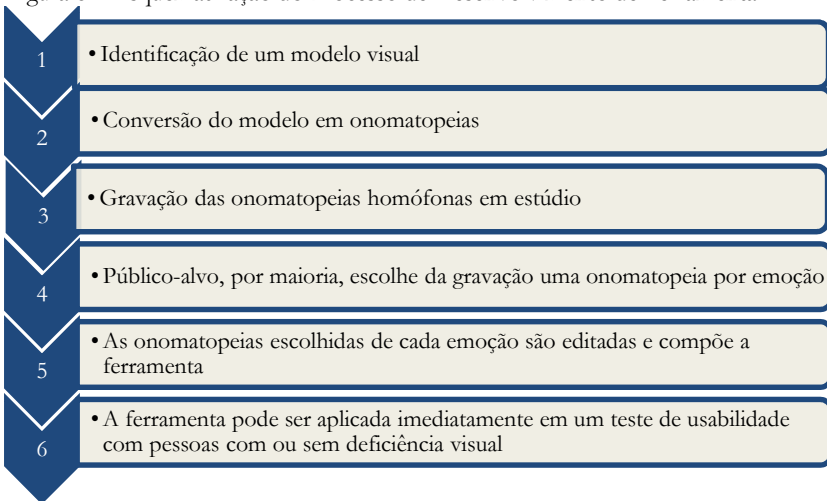 1
• Identificação de um modelo visual
2
• Conversão do modelo em onomatopeias
3
• Gravação das onomatopeias homófonas em estúdio
4
• Público-alvo, por maioria, escolhe da gravação uma onomatopeia por emoção
5
• As onomatopeias escolhidas de cada emoção são editadas e compõe a
ferramenta
6
• A ferramenta pode ser aplicada imediatamente em um teste de usabilidade
com pessoas com ou sem deficiência visual